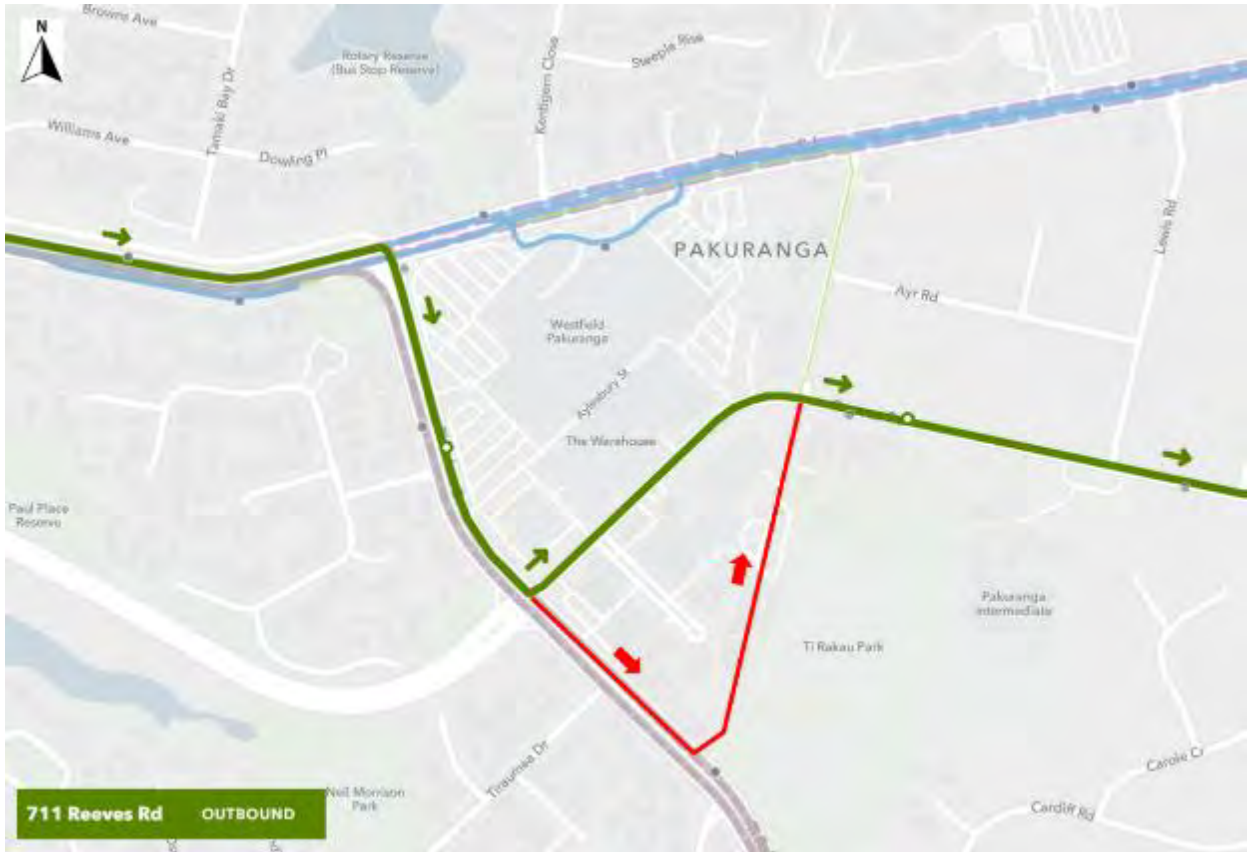 Browns Ave
N
Tamaki Bay Dr
Rotary Reserve
(Bus Stop Reserve)
Kentigern Close
Steeple Rise
Williams Ave
Dowling Pl
PAKURANGA
Lewis Rd
Ayr Rd
Westfield
Pakuranga
Aylesbury St
The Warehouse
Paul Place
Reserve
Pakuranga
Intermediate
Ti Rakau Park
Tiraumea Dr
Neil Morrison
Park
Carole Cr
Cardiff Rd
711 Reeves Rd OUTBOUND